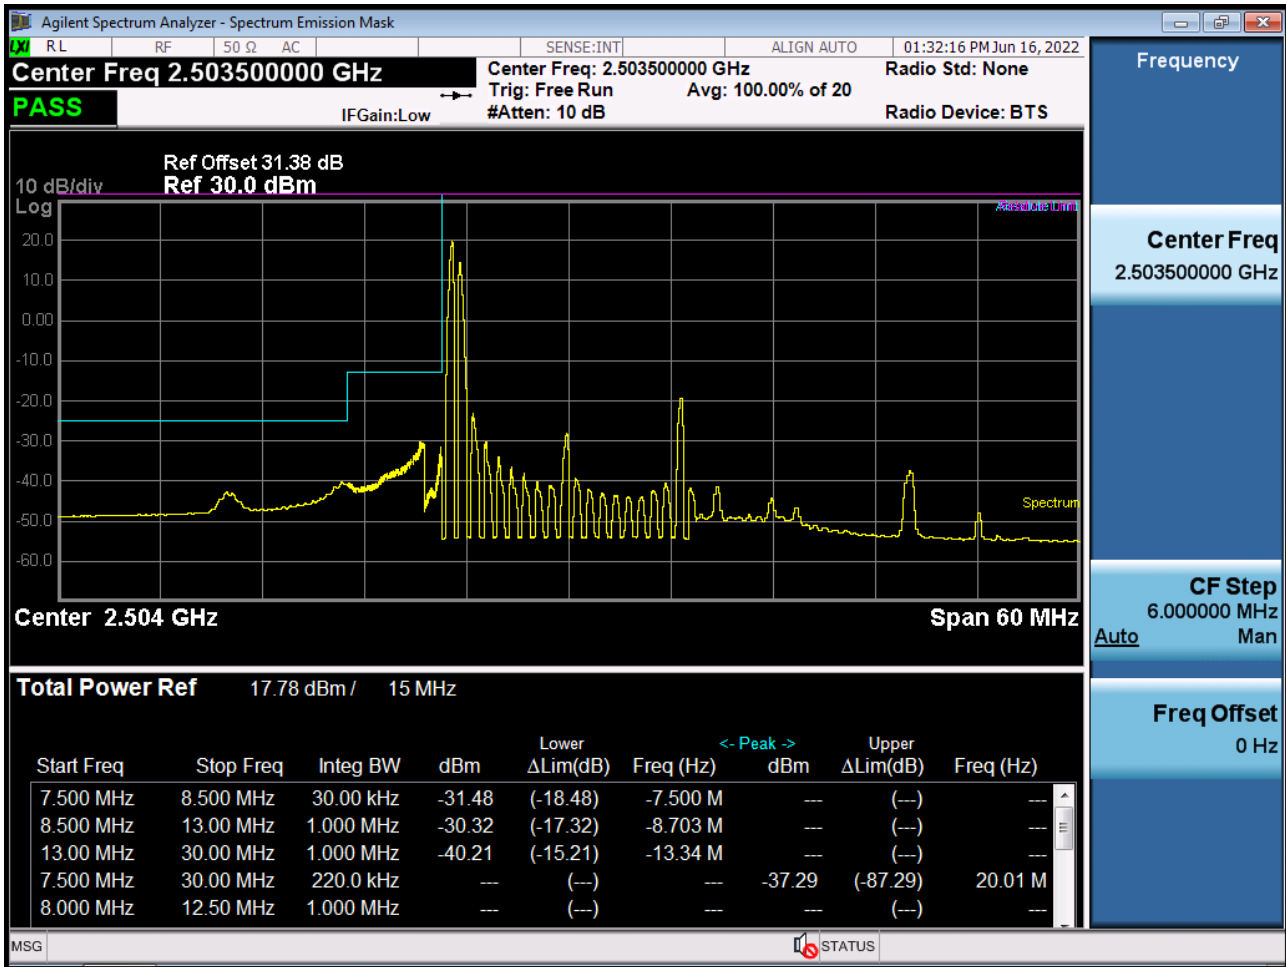 Agilent Spectrum Analyzer - Spectrum Emission Mask
LXI RL RF 50 Ω AC SENSE:INT ALIGN AUTO 01:32:16 PM Jun 16, 2022
Center Freq 2.503500000 GHz
PASS
IFGain:Low
Center Freq: 2.503500000 GHz
Trig: Free Run Avg: 100.00% of 20
#Atten: 10 dB
Radio Std: None
Radio Device: BTS
Ref Offset 31.38 dB
10 dB/div Ref 30.0 dBm
Log
Absolute Limit
20.0
10.0
0.00
-10.0
-20.0
-30.0
-40.0
-50.0
-60.0
Spectrum
Center 2.504 GHz Span 60 MHz
Total Power Ref 17.78 dBm / 15 MHz
Lower <- Peak -> Upper
Start Freq Stop Freq Integ BW dBm ΔLim(dB) Freq (Hz) dBm ΔLim(dB) Freq (Hz)
7.500 MHz 8.500 MHz 30.00 kHz -31.48 (-18.48) -7.500 M --- (---) ---
8.500 MHz 13.00 MHz 1.000 MHz -30.32 (-17.32) -8.703 M --- (---) ---
13.00 MHz 30.00 MHz 1.000 MHz -40.21 (-15.21) -13.34 M --- (---) ---
7.500 MHz 30.00 MHz 220.0 kHz --- (---) --- -37.29 (-87.29) 20.01 M
8.000 MHz 12.50 MHz 1.000 MHz --- (---) --- --- (---) ---
MSG STATUS
Frequency
Center Freq
2.503500000 GHz
CF Step
6.000000 MHz
Auto Man
Freq Offset
0 Hz